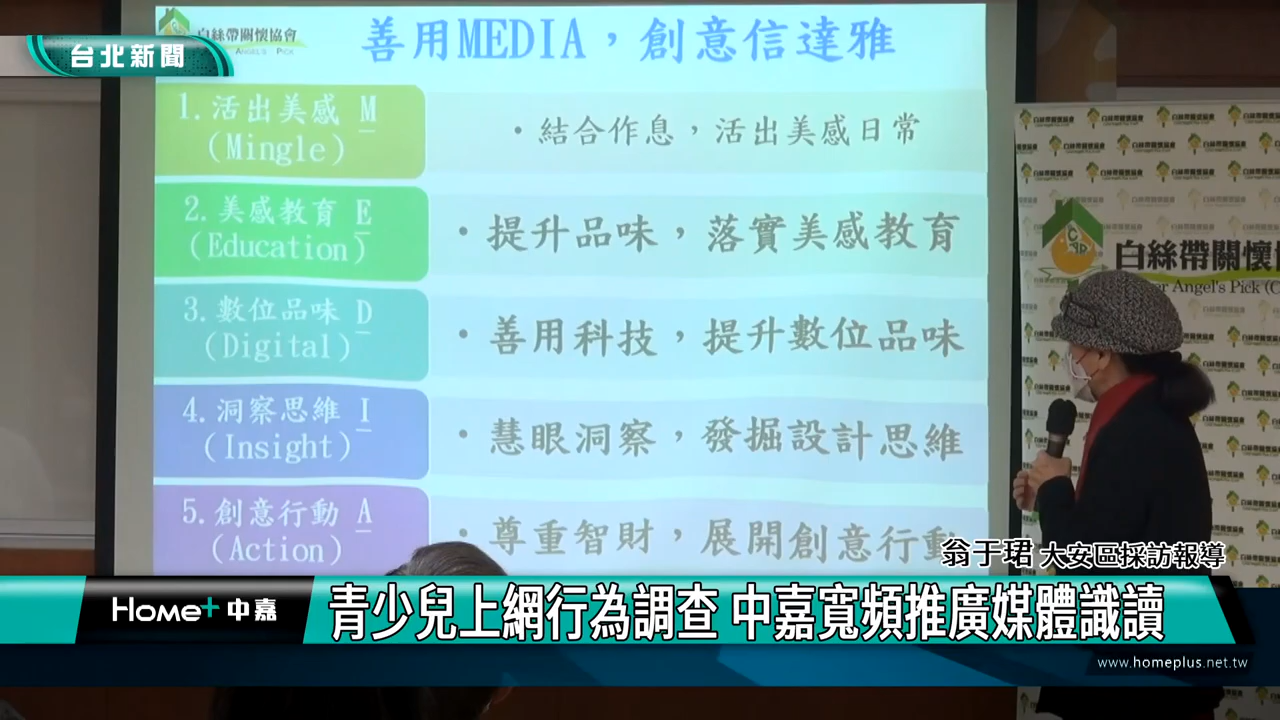 台北新聞
白絲帶關懷協會
善用MEDIA，創意信達雅
1.活出美感 M
(Mingle)
・結合作息，活出美感日常
2.美感教育 E
(Education)
・提升品味，落實美感教育
3.數位品味 D
(Digital)
・善用科技，提升數位品味
4.洞察思維 I
(Insight)
・慧眼洞察，發掘設計思維
5.創意行動 A
(Action)
・尊重智財，展開創意行動
白絲帶關懷
Angel's Pick (C
翁于珺 大安區採訪報導
Home+中嘉
青少兒上網行為調查 中嘉寬頻推廣媒體識讀
www.homeplus.net.tw